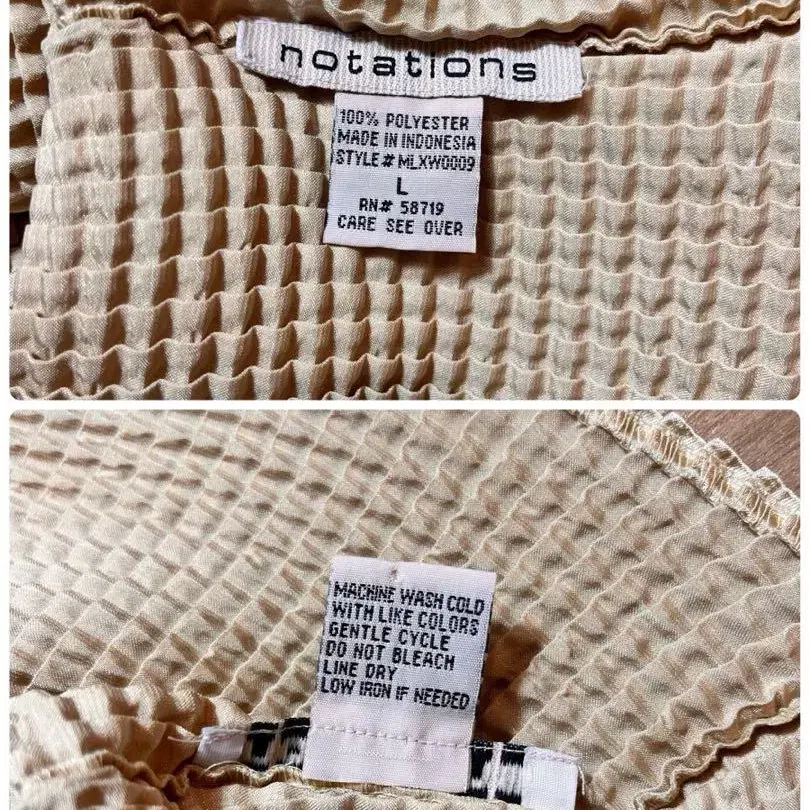 notations
100% POLYESTER
MADE IN INDONESIA
STYLE # MLXW0009
L
RN# 58719
CARE SEE OVER
MACHINE WASH COLD
WITH LIKE COLORS
GENTLE CYCLE
DO NOT BLEACH
LINE DRY
LOW IRON IF NEEDED